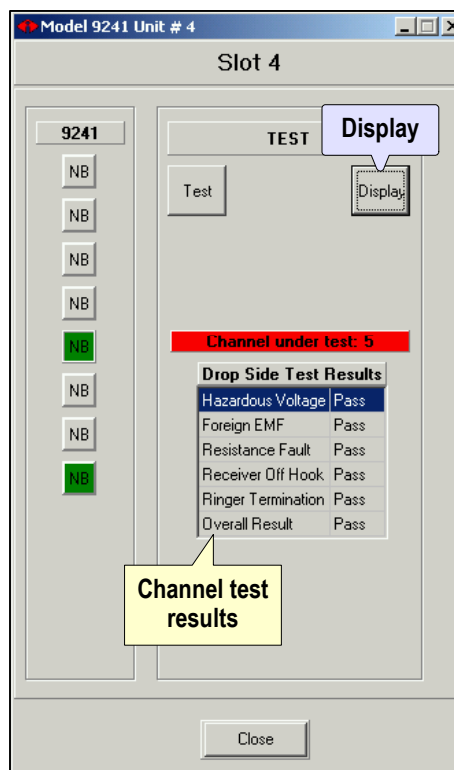 Model 9241 Unit # 4
Slot 4
9241
NB
NB
NB
NB
NB
NB
NB
NB
TEST
Display
Test
Display
Channel under test: 5
Drop Side Test Results
Hazardous Voltage Pass
Foreign EMF Pass
Resistance Fault Pass
Receiver Off Hook Pass
Ringer Termination Pass
Overall Result Pass
Channel test
results
Close